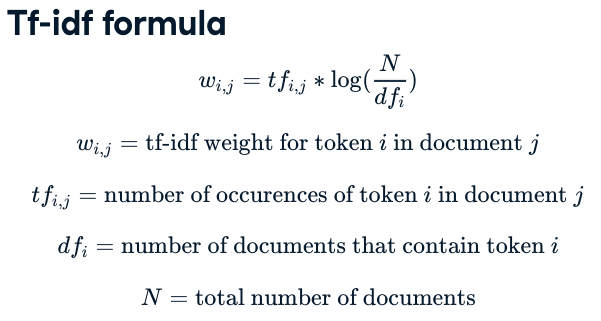 Tf-idf formula
w_{i,j} = tf_{i,j} * log(\frac{N}{df_i})
w_{i,j} = tf-idf weight for token i in document j
tf_{i,j} = number of occurences of token i in document j
df_i = number of documents that contain token i
N = total number of documents